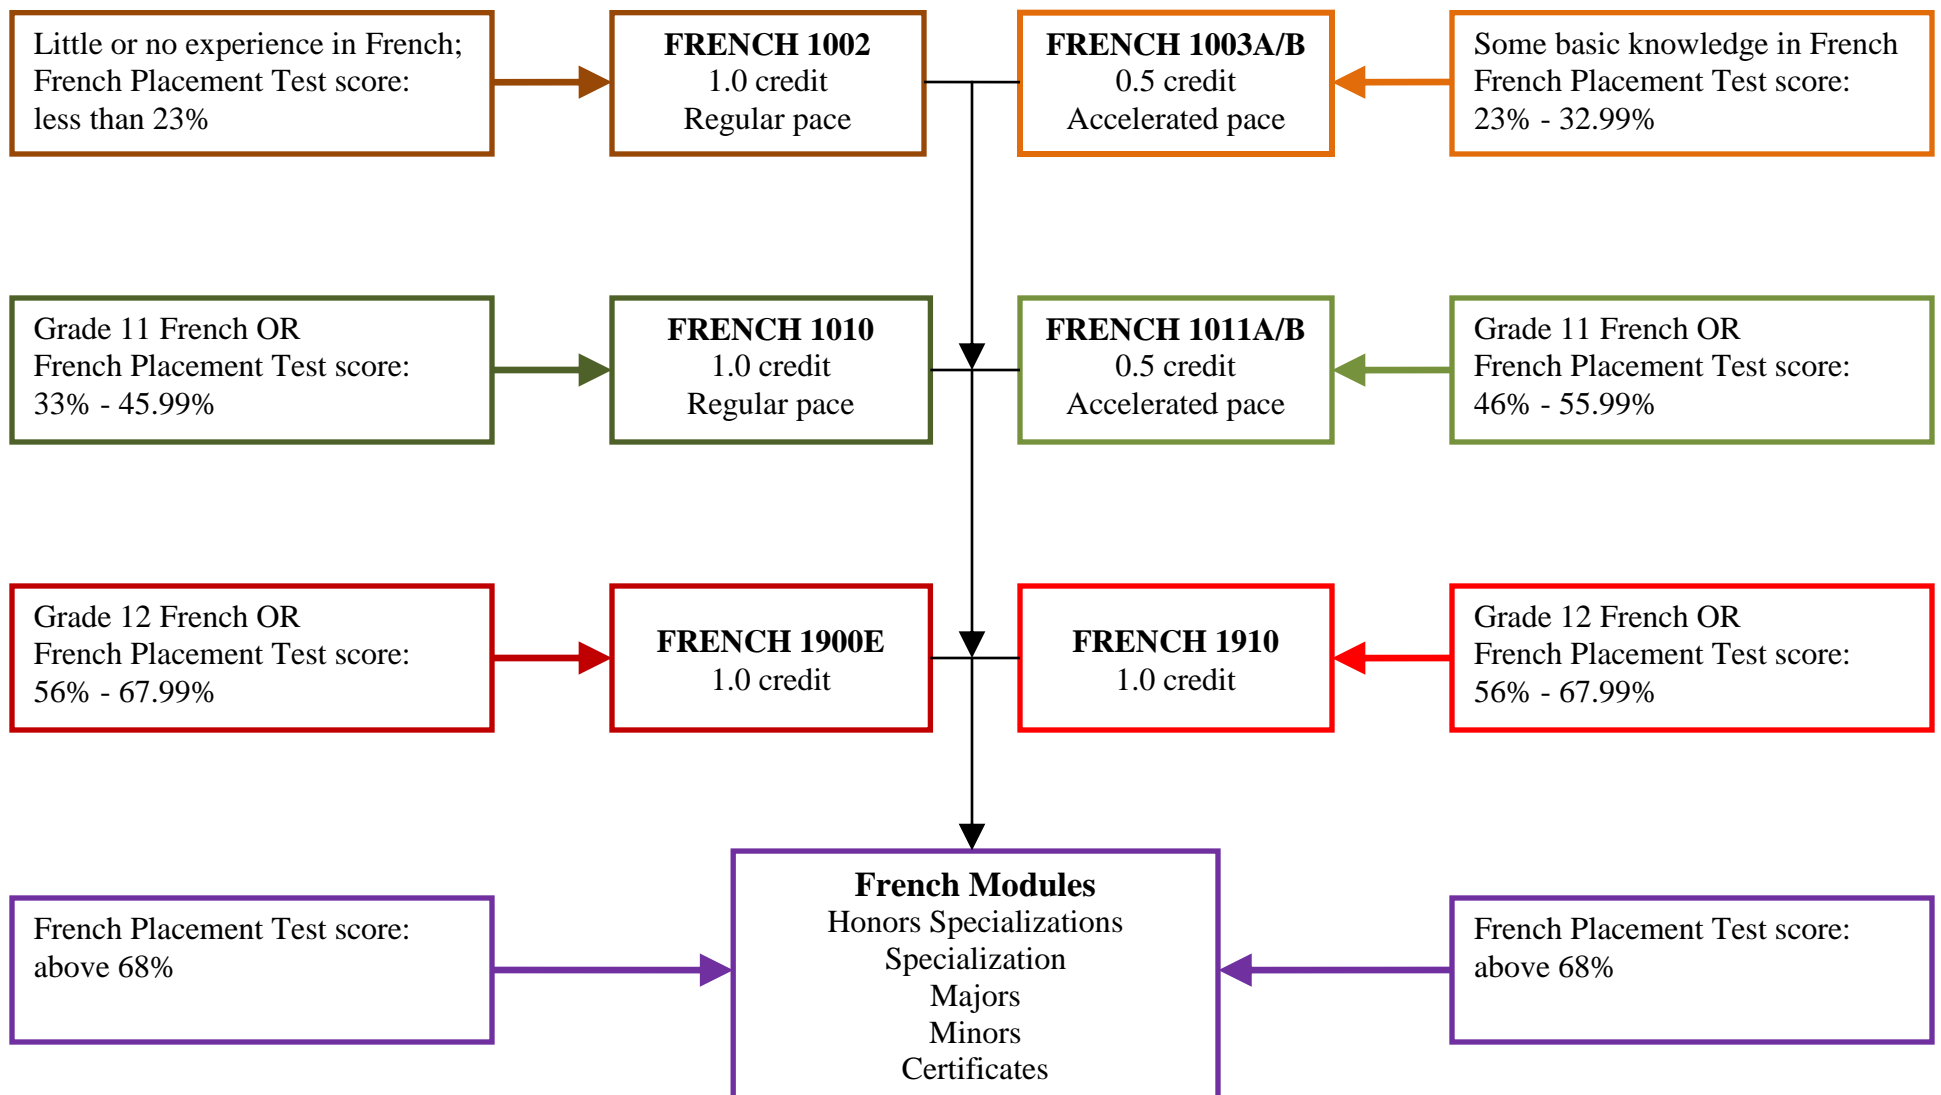 Little or no experience in French;
French Placement Test score:
less than 23%
FRENCH 1002
1.0 credit
Regular pace
FRENCH 1003A/B
0.5 credit
Accelerated pace
Some basic knowledge in French
French Placement Test score:
23% - 32.99%
Grade 11 French OR
French Placement Test score:
33% - 45.99%
FRENCH 1010
1.0 credit
Regular pace
FRENCH 1011A/B
0.5 credit
Accelerated pace
Grade 11 French OR
French Placement Test score:
46% - 55.99%
Grade 12 French OR
French Placement Test score:
56% - 67.99%
FRENCH 1900E
1.0 credit
FRENCH 1910
1.0 credit
Grade 12 French OR
French Placement Test score:
56% - 67.99%
French Placement Test score:
above 68%
French Modules
Honors Specializations
Specialization
Majors
Minors
Certificates
French Placement Test score:
above 68%